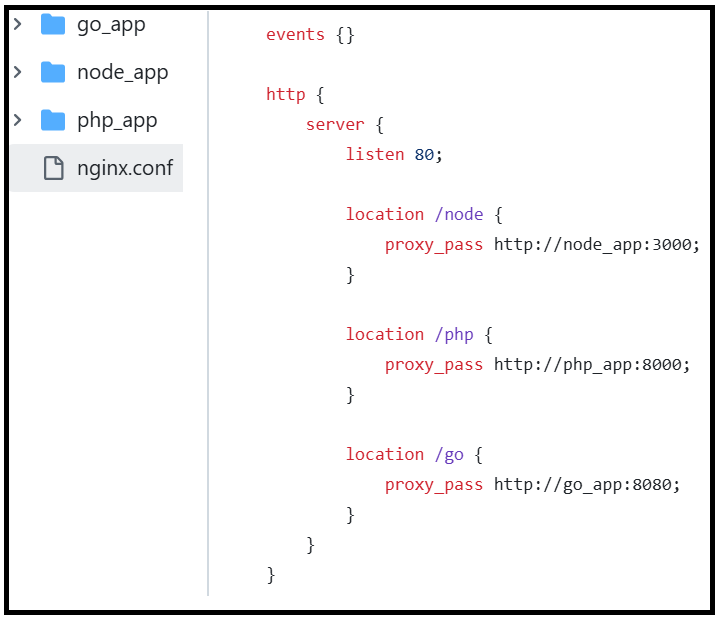 go_app
node_app
php_app
nginx.conf
events {}
http {
server {
listen 80;
location /node {
proxy_pass http://node_app:3000;
}
location /php {
proxy_pass http://php_app:8000;
}
location /go {
proxy_pass http://go_app:8080;
}
}
}